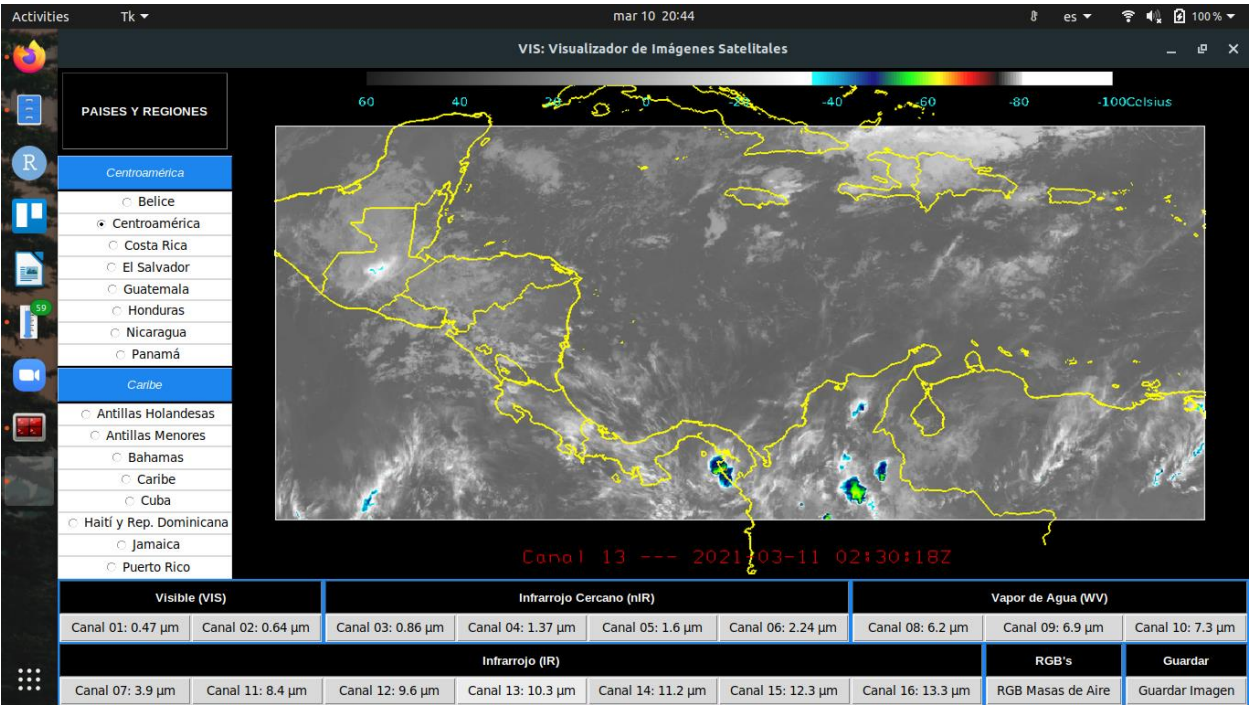 Activities Tk mar 10 20:44 es 100 %
VIS: Visualizador de Imágenes Satelitales
PAISES Y REGIONES
60 40 20 0 -20 -40 -60 -80 -100Celsius
Centroamérica
Belice
Centroamérica
Costa Rica
El Salvador
Guatemala
Honduras
Nicaragua
Panamá
Caribe
Antillas Holandesas
Antillas Menores
Bahamas
Caribe
Cuba
Haití y Rep. Dominicana
Jamaica
Puerto Rico
R
59
Canal 13 --- 2021-03-11 02:30:18Z
Visible (VIS) Infrarrojo Cercano (nIR) Vapor de Agua (WV)
Canal 01: 0.47 µm Canal 02: 0.64 µm Canal 03: 0.86 µm Canal 04: 1.37 µm Canal 05: 1.6 µm Canal 06: 2.24 µm Canal 08: 6.2 µm Canal 09: 6.9 µm Canal 10: 7.3 µm
Infrarrojo (IR) RGB's Guardar
Canal 07: 3.9 µm Canal 11: 8.4 µm Canal 12: 9.6 µm Canal 13: 10.3 µm Canal 14: 11.2 µm Canal 15: 12.3 µm Canal 16: 13.3 µm RGB Masas de Aire Guardar Imagen